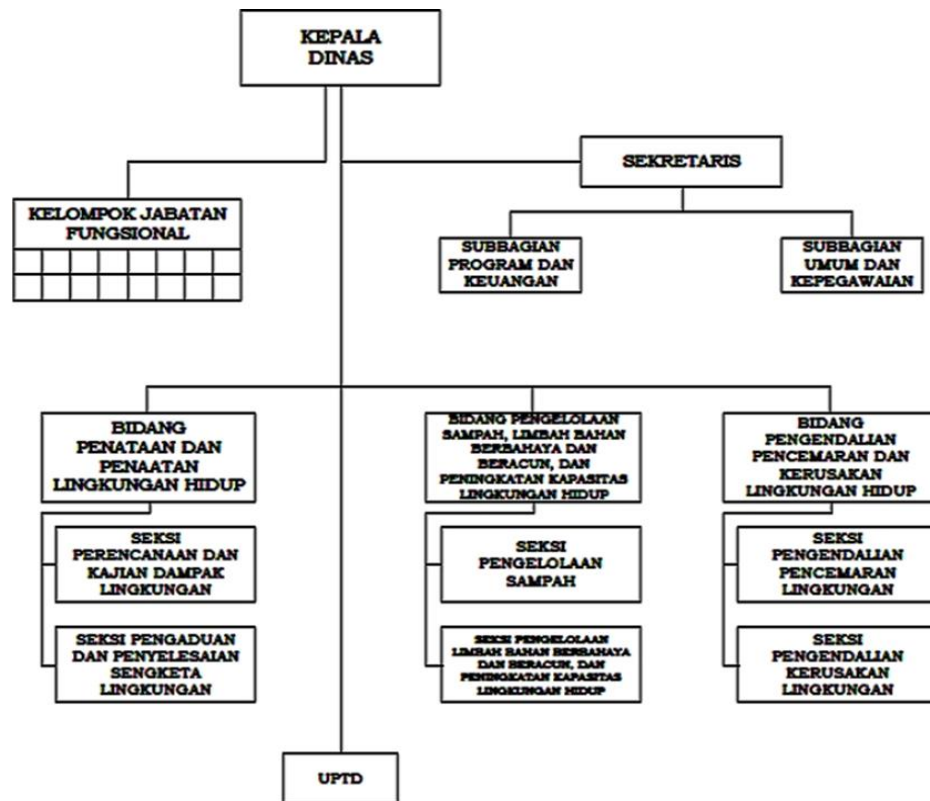 KEPALA
DINAS
SEKRETARIS
KELOMPOK JABATAN
FUNGSIONAL
SUBBAGIAN
PROGRAM DAN
KEUANGAN
SUBBAGIAN
UMUM DAN
KEPEGAWAIAN
BIDANG
PENATAAN DAN
PENAATAN
LINGKUNGAN HIDUP
BIDANG PENGELOLAAN
SAMPAH, LIMBAH BAHAN
BERBAHAYA DAN
BERACUN, DAN
PENINGKATAN KAPASITAS
LINGKUNGAN HIDUP
BIDANG
PENGENDALIAN
PENCEMARAN DAN
KERUSAKAN
LINGKUNGAN HIDUP
SEKSI
PERENCANAAN DAN
KAJIAN DAMPAK
LINGKUNGAN
SEKSI
PENGELOLAAN
SAMPAH
SEKSI
PENGENDALIAN
PENCEMARAN
LINGKUNGAN
SEKSI PENGADUAN
DAN PENYELESAIAN
SENGKETA
LINGKUNGAN
SEKSI PENGELOLAAN
LIMBAH BAHAN BERBAHAYA
DAN BERACUN, DAN
PENINGKATAN KAPASITAS
LINGKUNGAN HIDUP
SEKSI
PENGENDALIAN
KERUSAKAN
LINGKUNGAN
UPTD